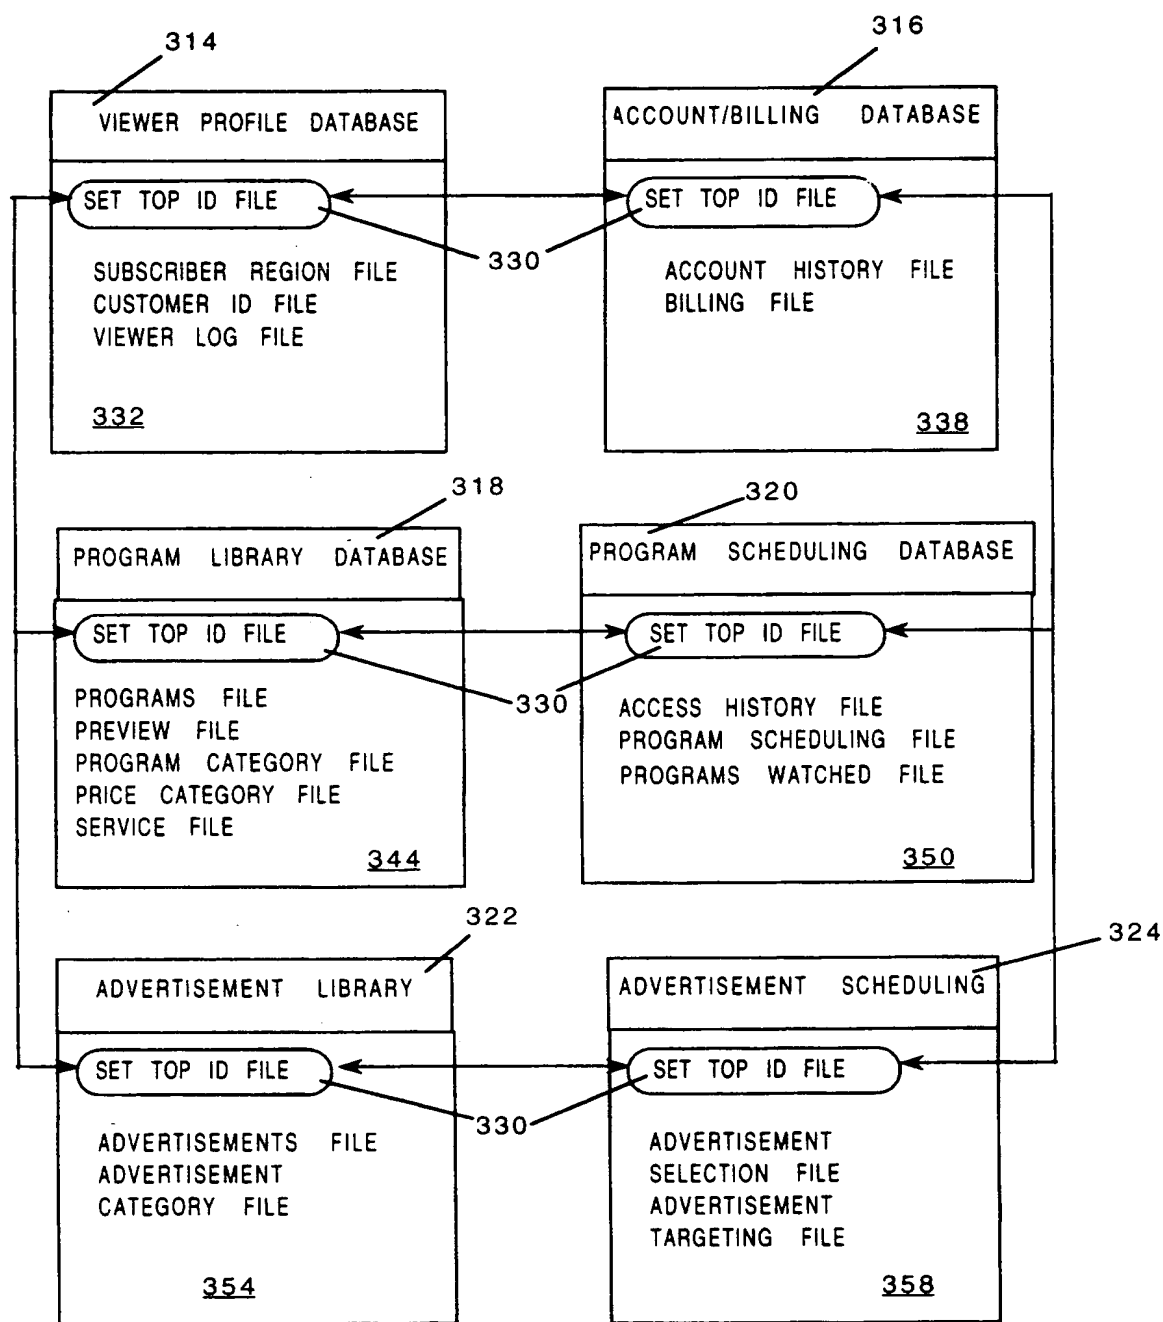 314
316
VIEWER PROFILE DATABASE
ACCOUNT/BILLING DATABASE
SET TOP ID FILE
SET TOP ID FILE
330
SUBSCRIBER REGION FILE
CUSTOMER ID FILE
VIEWER LOG FILE
ACCOUNT HISTORY FILE
BILLING FILE
332
338
318
320
PROGRAM LIBRARY DATABASE
PROGRAM SCHEDULING DATABASE
SET TOP ID FILE
SET TOP ID FILE
330
PROGRAMS FILE
PREVIEW FILE
PROGRAM CATEGORY FILE
PRICE CATEGORY FILE
SERVICE FILE
ACCESS HISTORY FILE
PROGRAM SCHEDULING FILE
PROGRAMS WATCHED FILE
344
350
322
324
ADVERTISEMENT LIBRARY
ADVERTISEMENT SCHEDULING
SET TOP ID FILE
SET TOP ID FILE
330
ADVERTISEMENTS FILE
ADVERTISEMENT
CATEGORY FILE
ADVERTISEMENT
SELECTION FILE
ADVERTISEMENT
TARGETING FILE
354
358